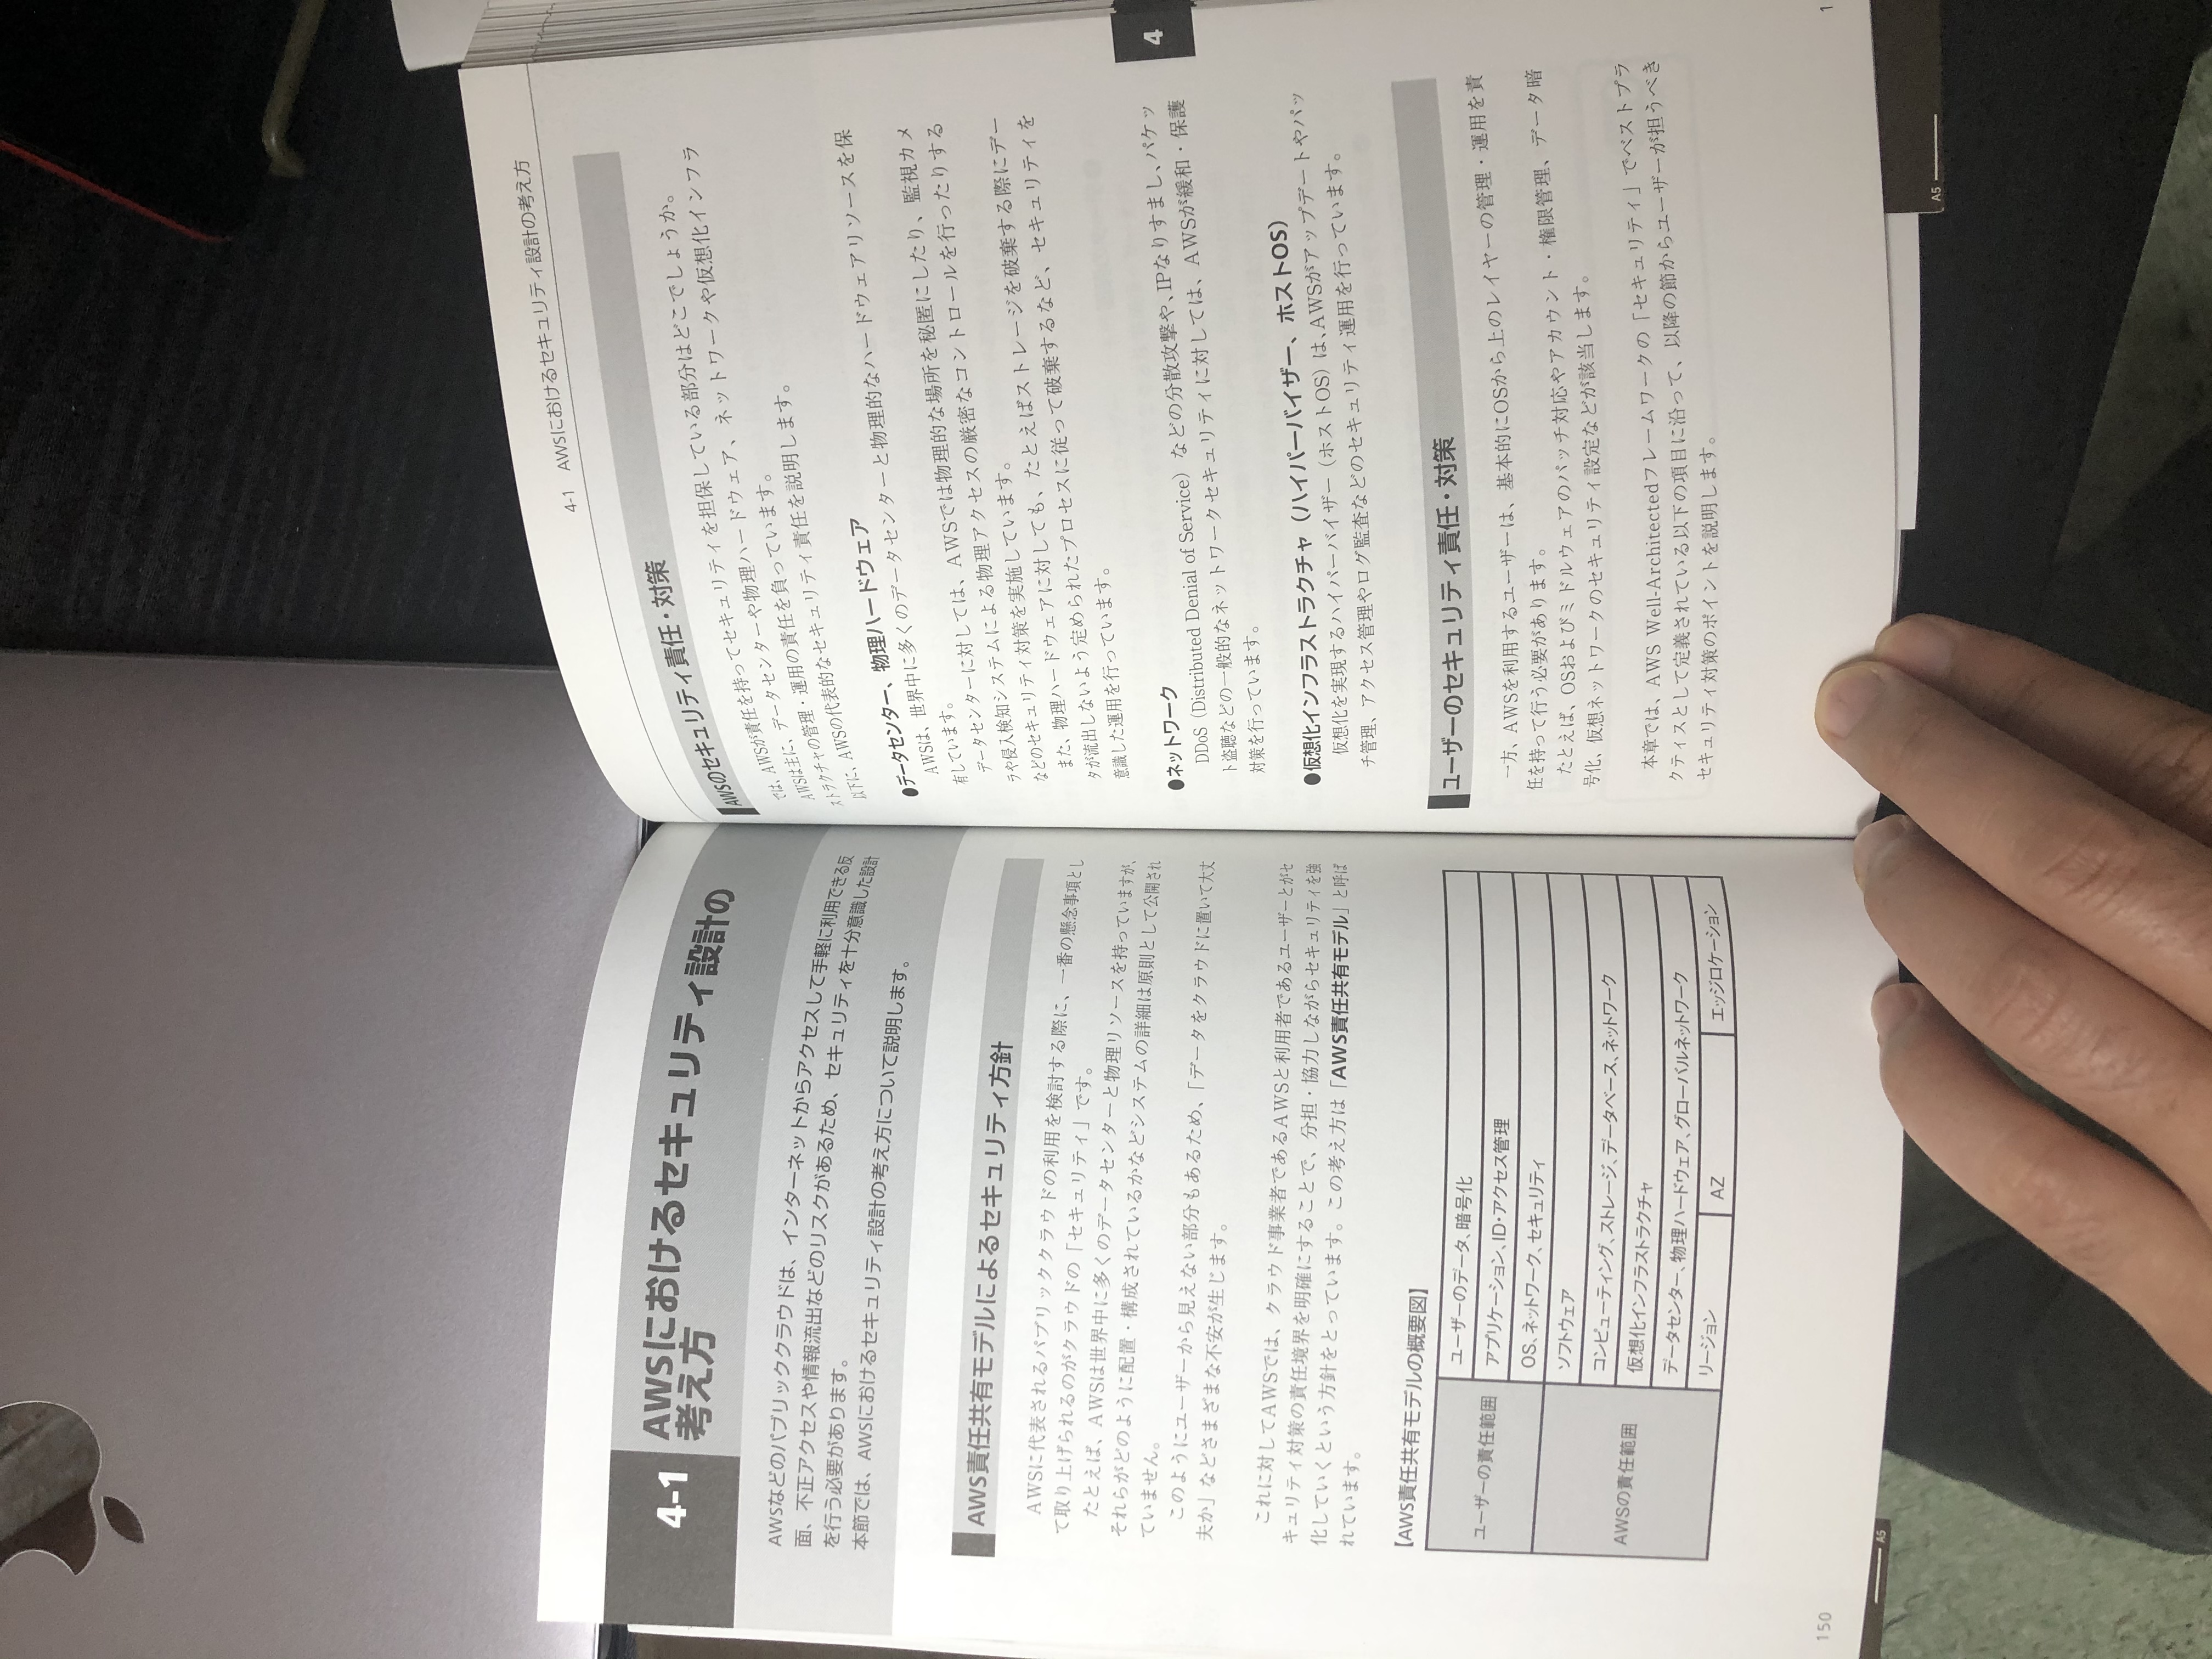 4-1 AWSにおけるセキュリティ設計の
考え方
AWSなどのパブリッククラウドは、インターネットからアクセスして手軽に利用できる反
面、不正アクセスや情報流出などのリスクがあるため、セキュリティを十分意識した設計
を行う必要があります。
本節では、AWSにおけるセキュリティ設計の考え方について説明します。
AWS責任共有モデルによるセキュリティ方針
AWSに代表されるパブリッククラウドの利用を検討する際に、一番の懸念事項とし
て取り上げられるのがクラウドの「セキュリティ」です。
たとえば、AWSは世界中に多くのデータセンターと物理リソースを持っていますが、
それらがどのように配置・構成されているかなどシステムの詳細は原則として公開され
ていません。
このようにユーザーから見えない部分もあるため、「データをクラウドに置いて大丈
夫か」などさまざまな不安が生じます。
これに対してAWSでは、クラウド事業者であるAWSと利用者であるユーザーとがセ
キュリティ対策の責任境界を明確にすることで、分担・協力しながらセキュリティを強
化していくという方針をとっています。この考え方は「AWS責任共有モデル」と呼ば
れています。
【AWS責任共有モデルの概要図】
ユーザーの責任範囲
ユーザーのデータ、暗号化
アプリケーション、ID・アクセス管理
OS、ネットワーク、セキュリティ
AWSの責任範囲
ソフトウェア
コンピューティング、ストレージ、データベース、ネットワーク
仮想化インフラストラクチャ
データセンター、物理ハードウェア、グローバルネットワーク
リージョン AZ エッジロケーション
150
A5
4-1 AWSにおけるセキュリティ設計の考え方
AWSのセキュリティ責任・対策
では、AWSが責任を持ってセキュリティを担保している部分はどこでしょうか。
AWSは主に、データセンターや物理ハードウェア、ネットワークや仮想化インフラ
ストラクチャの管理・運用の責任を負っています。
以下に、AWSの代表的なセキュリティ責任を説明します。
●データセンター、物理ハードウェア
AWSは、世界中に多くのデータセンターと物理的なハードウェアリソースを保
有しています。
データセンターに対しては、AWSでは物理的な場所を秘匿にしたり、監視カメ
ラや侵入検知システムによる物理アクセスの厳密なコントロールを行ったりする
などのセキュリティ対策を実施しています。
また、物理ハードウェアに対しても、たとえばストレージを破棄する際にデー
タが流出しないよう定められたプロセスに従って破棄するなど、セキュリティを
意識した運用を行っています。
●ネットワーク
DDoS（Distributed Denial of Service）などの分散攻撃や、IPなりすまし、パケッ
ト盗聴などの一般的なネットワークセキュリティに対しては、AWSが緩和・保護
対策を行っています。
●仮想化インフラストラクチャ（ハイパーバイザー、ホストOS）
仮想化を実現するハイパーバイザー（ホストOS）は、AWSがアップデートやパッ
チ管理、アクセス管理やログ監査などのセキュリティ運用を行っています。
4
ユーザーのセキュリティ責任・対策
一方、AWSを利用するユーザーは、基本的にOSから上のレイヤーの管理・運用を責
任を持って行う必要があります。
たとえば、OSおよびミドルウェアのパッチ対応やアカウント・権限管理、データ暗
号化、仮想ネットワークのセキュリティ設定などが該当します。
本章では、AWS Well-Architectedフレームワークの「セキュリティ」でベストプラ
クティスとして定義されている以下の項目に沿って、以降の節からユーザーが担うべき
セキュリティ対策のポイントを説明します。
1
A5